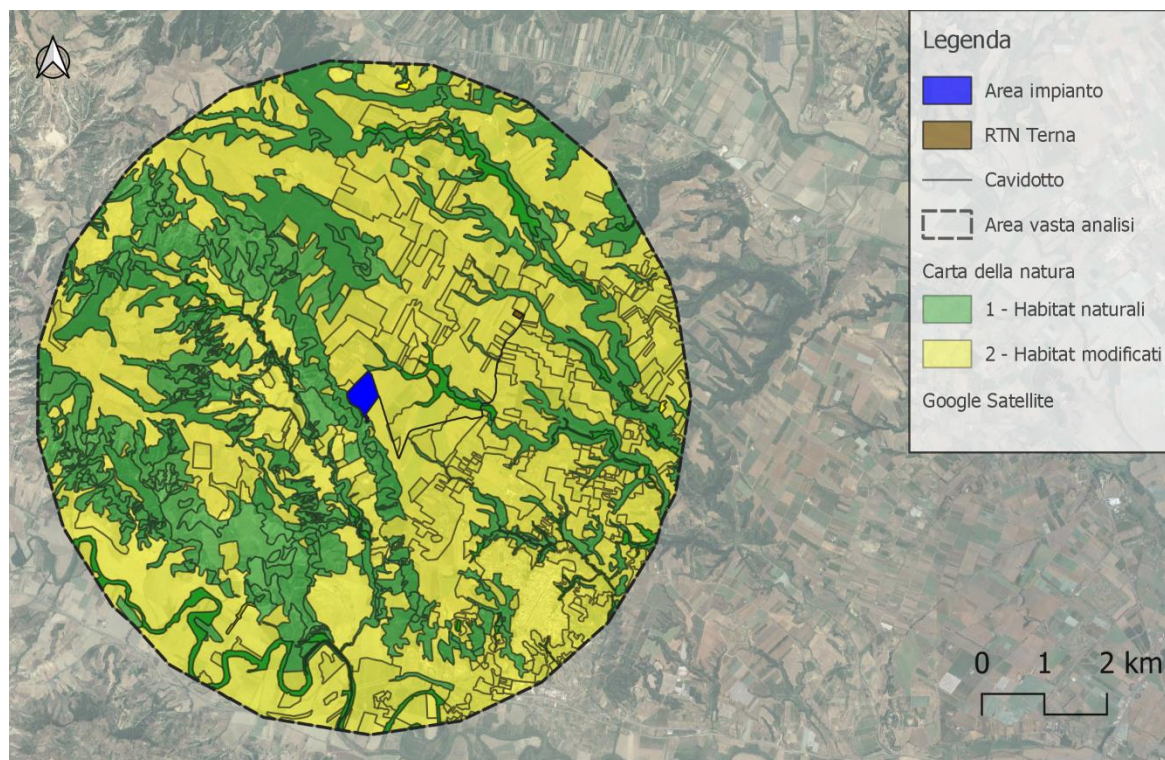 Legenda
Area impianto
RTN Terna
Cavidotto
Area vasta analisi
Carta della natura
1 - Habitat naturali
2 - Habitat modificati
Google Satellite
0 1 2 km